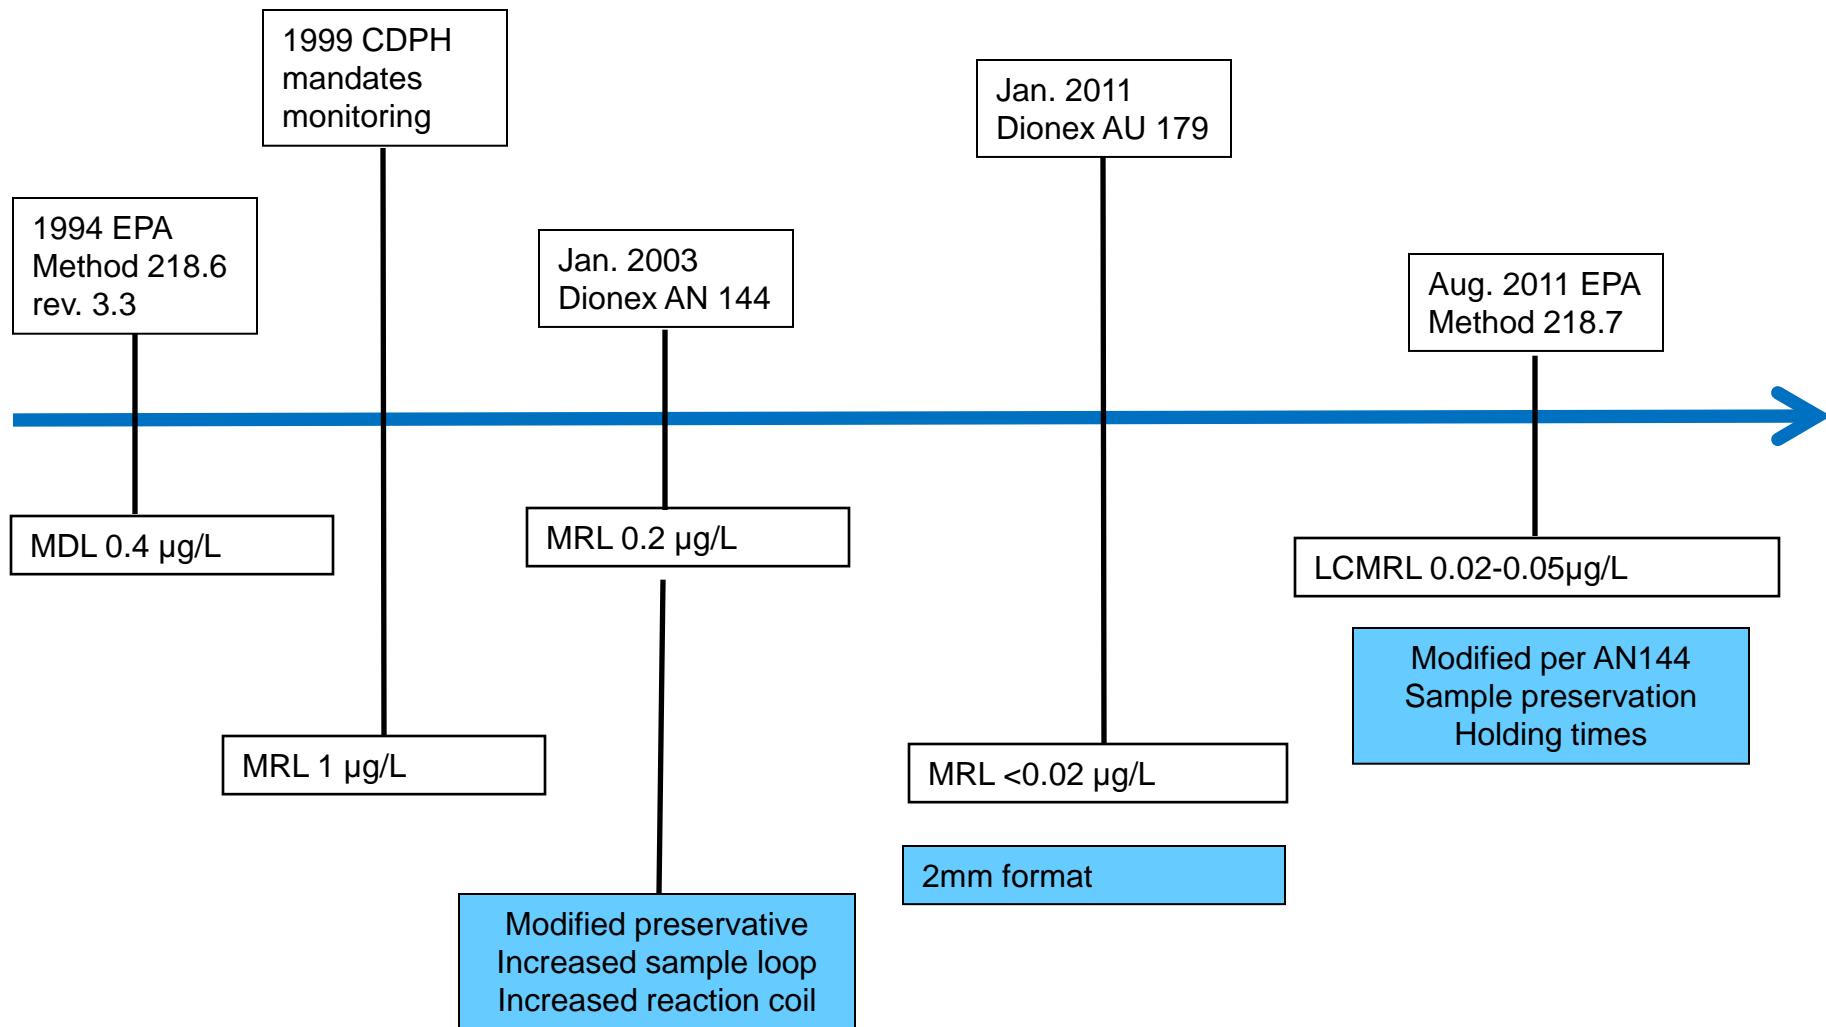 1994 EPA
Method 218.6
rev. 3.3
MDL 0.4 µg/L
1999 CDPH
mandates
monitoring
MRL 1 µg/L
Jan. 2003
Dionex AN 144
MRL 0.2 µg/L
Modified preservative
Increased sample loop
Increased reaction coil
Jan. 2011
Dionex AU 179
MRL <0.02 µg/L
2mm format
Aug. 2011 EPA
Method 218.7
LCMRL 0.02-0.05µg/L
Modified per AN144
Sample preservation
Holding times